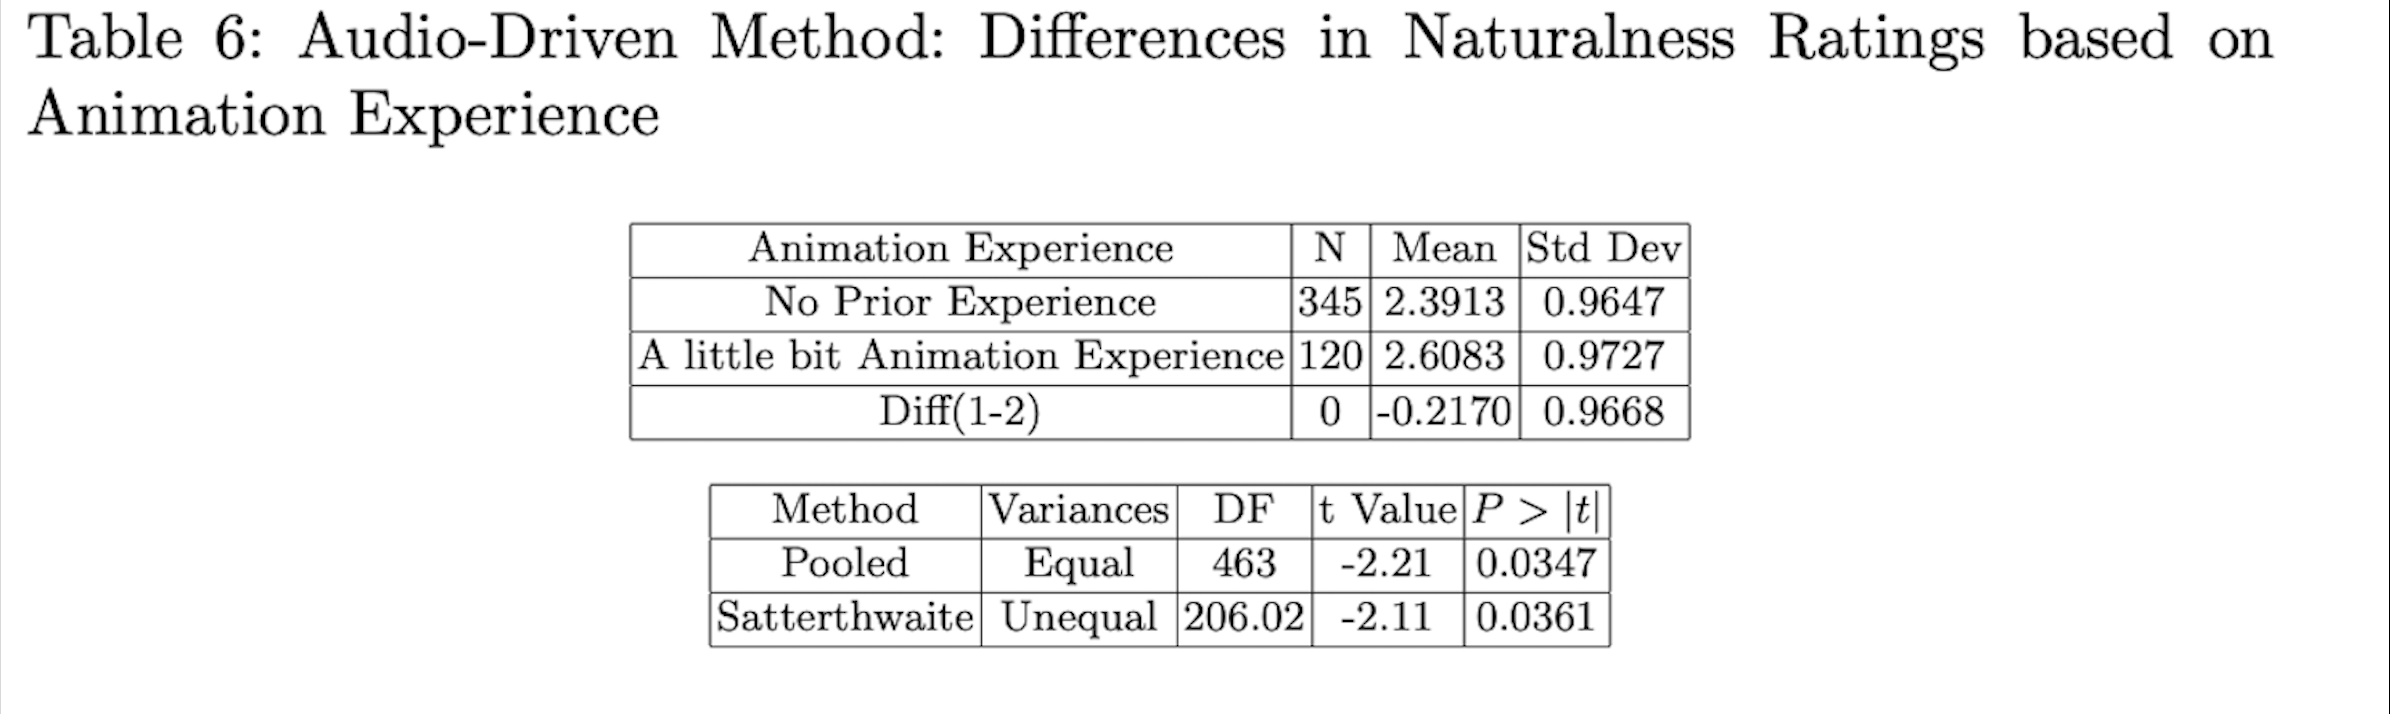 Table 6: Audio-Driven Method: Differences in Naturalness Ratings based on
Animation Experience
Animation Experience N Mean Std Dev
No Prior Experience 345 2.3913 0.9647
A little bit Animation Experience 120 2.6083 0.9727
Diff(1-2) 0 -0.2170 0.9668
Method Variances DF t Value P > |t|
Pooled Equal 463 -2.21 0.0347
Satterthwaite Unequal 206.02 -2.11 0.0361